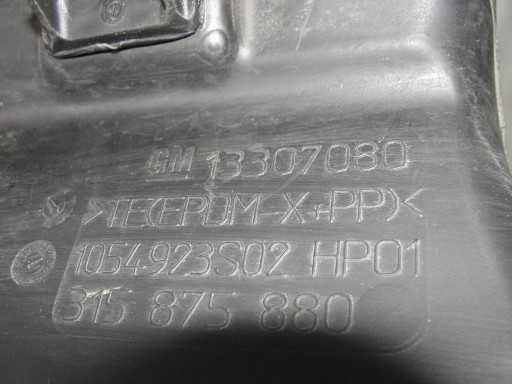 GM 13307080
>TE(EPDM-X+PP)<
1054923S02 HP01
315 875 880